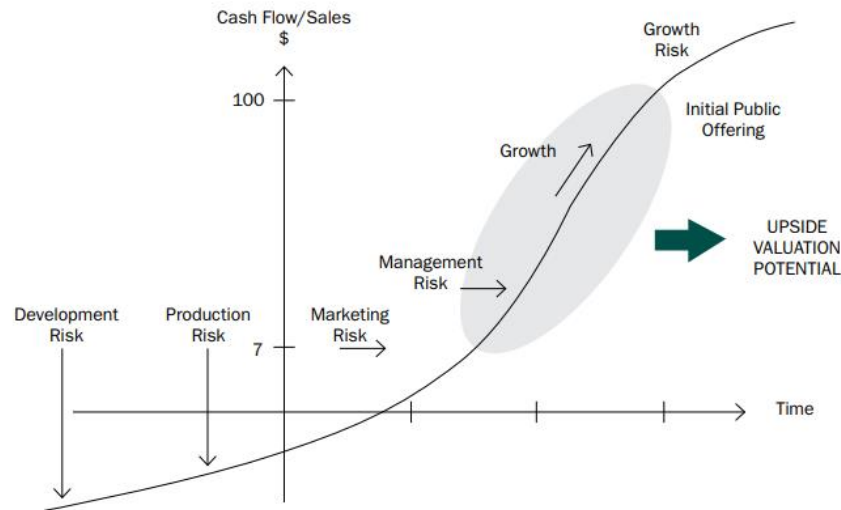 Cash Flow/Sales
$
Growth
Risk
100
Initial Public
Offering
Growth
UPSIDE
VALUATION
POTENTIAL
Management
Risk
Development
Risk
Production
Risk
Marketing
Risk
7
Time